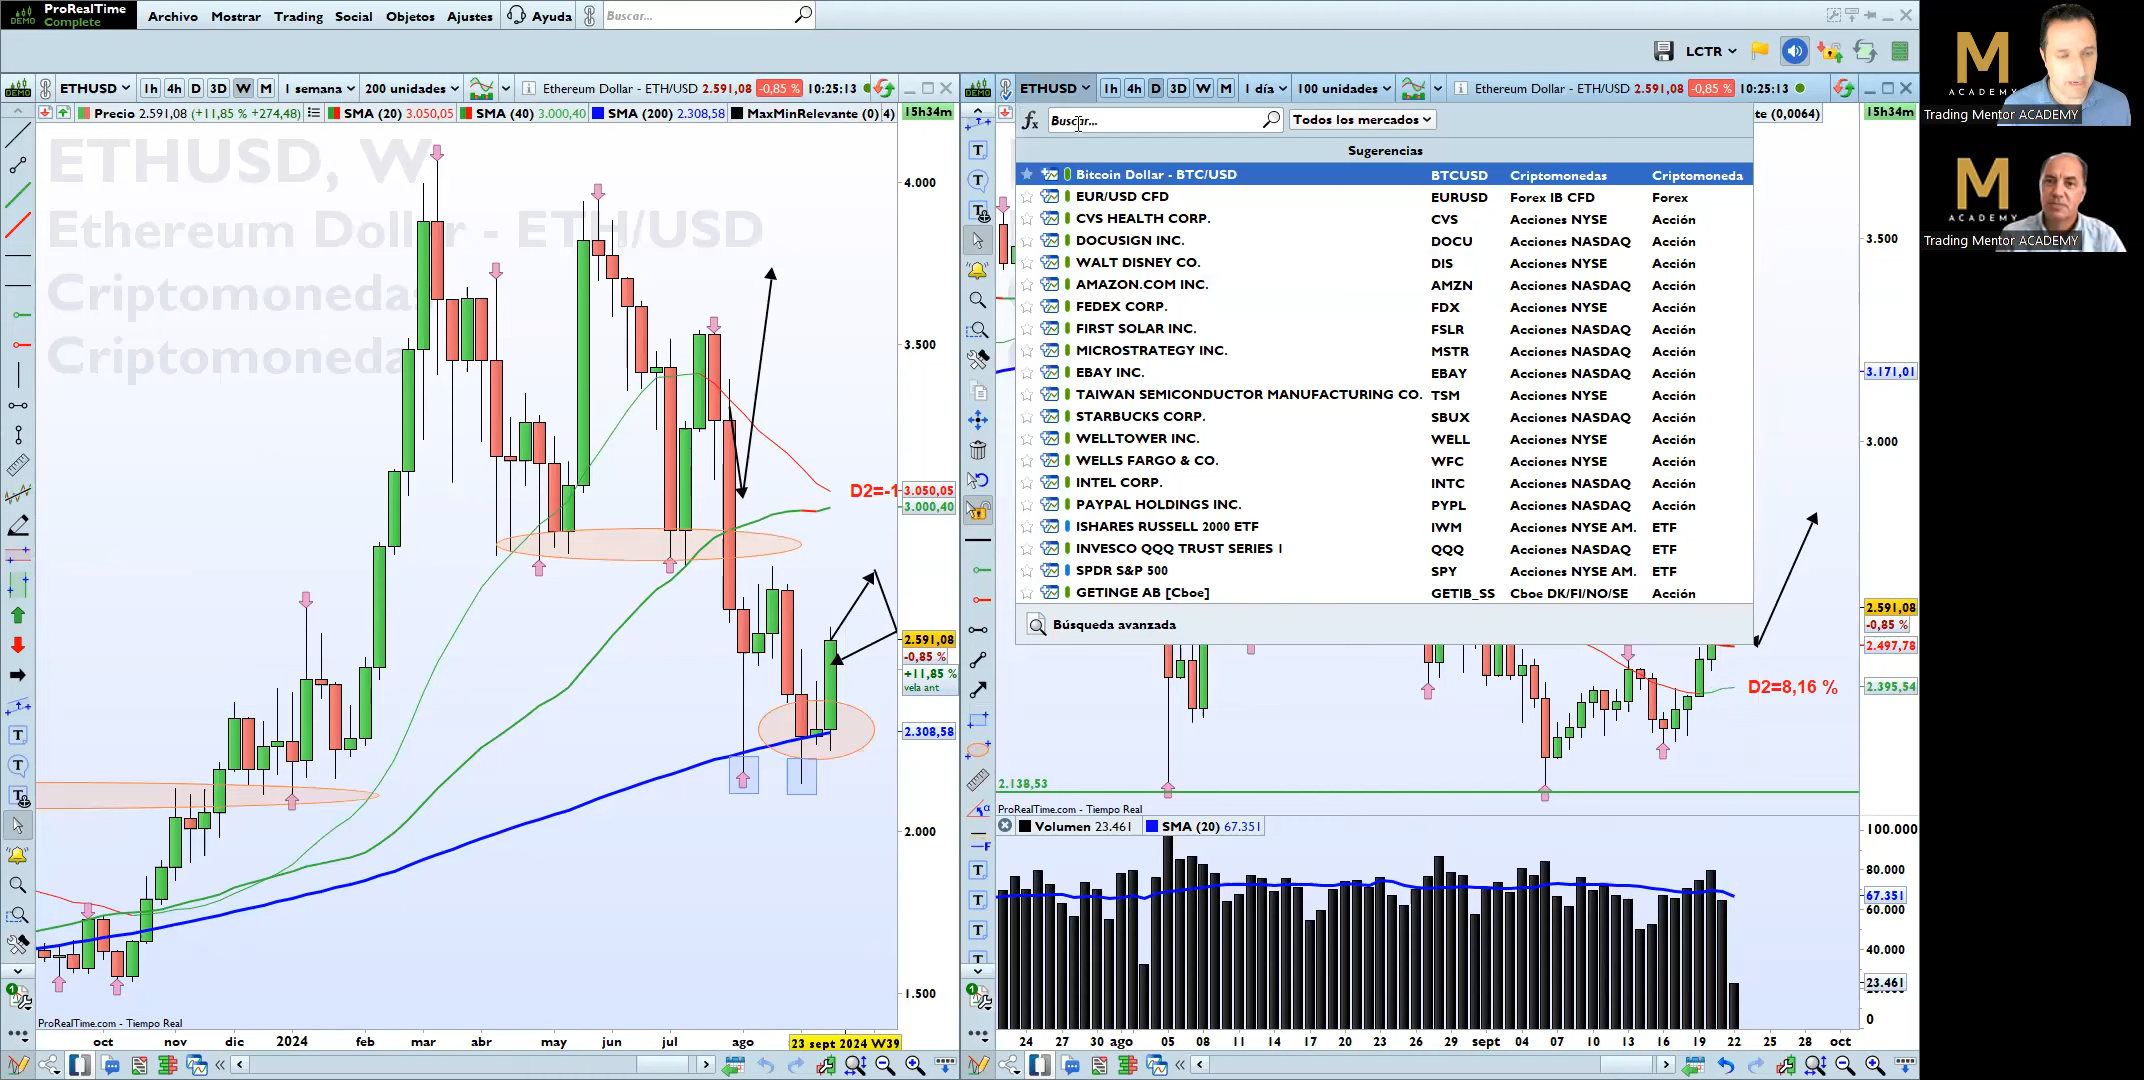 ProRealTime
DEMO Complete
Archivo Mostrar Trading Social Objetos Ajustes Ayuda Buscar...
LCTR
ETHUSD 1h 4h D 3D W M 1 semana 200 unidades Ethereum Dollar - ETH/USD 2.591,08 -0,85 % 10:25:13
Precio 2.591,08 (+11,85 % +274,48) SMA (20) 3.050,05 SMA (40) 3.000,40 SMA (200) 2.308,58 MaxMinRelevante (0) 4) 15h34m
ETHUSD, W
Ethereum Dollar - ETH/USD
Criptomonedas
Criptomoneda
4.000
3.500
D2=-1 3.050,05
3.000,40
2.591,08
-0,85 %
+11,85 %
vela ant
2.308,58
2.000
1.500
ProRealTime.com - Tiempo Real
oct nov dic 2024 feb mar abr may jun jul ago 23 sept 2024 W39
ETHUSD 1h 4h D 3D W M 1 día 100 unidades Ethereum Dollar - ETH/USD 2.591,08 -0,85 % 10:25:13
fx Buscar... Todos los mercados te (0,0064) 15h34m
Sugerencias
Bitcoin Dollar - BTC/USD BTCUSD Criptomonedas Criptomoneda
EUR/USD CFD EURUSD Forex IB CFD Forex
CVS HEALTH CORP. CVS Acciones NYSE Acción
DOCUSIGN INC. DOCU Acciones NASDAQ Acción
WALT DISNEY CO. DIS Acciones NYSE Acción
AMAZON.COM INC. AMZN Acciones NASDAQ Acción
FEDEX CORP. FDX Acciones NYSE Acción
FIRST SOLAR INC. FSLR Acciones NASDAQ Acción
MICROSTRATEGY INC. MSTR Acciones NASDAQ Acción
EBAY INC. EBAY Acciones NASDAQ Acción
TAIWAN SEMICONDUCTOR MANUFACTURING CO. TSM Acciones NYSE Acción
STARBUCKS CORP. SBUX Acciones NASDAQ Acción
WELLTOWER INC. WELL Acciones NYSE Acción
WELLS FARGO & CO. WFC Acciones NYSE Acción
INTEL CORP. INTC Acciones NASDAQ Acción
PAYPAL HOLDINGS INC. PYPL Acciones NASDAQ Acción
ISHARES RUSSELL 2000 ETF IWM Acciones NYSE AM. ETF
INVESCO QQQ TRUST SERIES I QQQ Acciones NASDAQ ETF
SPDR S&P 500 SPY Acciones NYSE AM. ETF
GETINGE AB [Cboe] GETIB_SS Cboe DK/FI/NO/SE Acción
Búsqueda avanzada
3.500
3.171,01
3.000
2.591,08
-0,85 %
2.497,78
D2=8,16 % 2.395,54
2.138,53
ProRealTime.com - Tiempo Real
Volumen 23.461 SMA (20) 67.351
100.000
80.000
67.351
60.000
40.000
23.461
0
24 27 30 ago 05 08 11 14 17 20 23 26 29 sept 04 07 10 13 16 19 22 25 28 oct
M
ACADEMY
Trading Mentor ACADEMY
M
ACADEMY
Trading Mentor ACADEMY